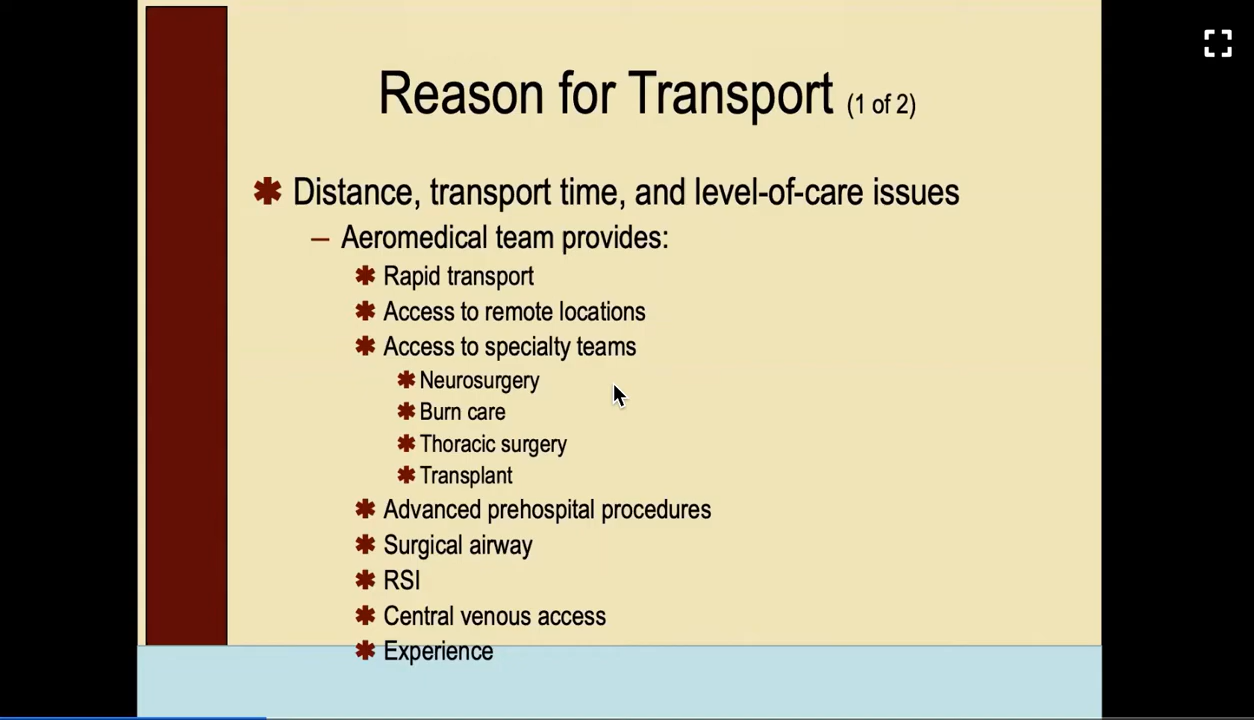 Reason for Transport (1 of 2)
Distance, transport time, and level-of-care issues
– Aeromedical team provides:
Rapid transport
Access to remote locations
Access to specialty teams
Neurosurgery
Burn care
Thoracic surgery
Transplant
Advanced prehospital procedures
Surgical airway
RSI
Central venous access
Experience